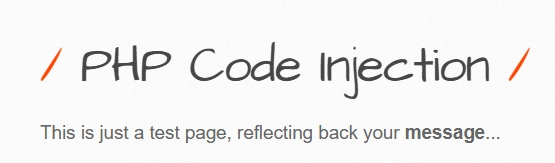 / PHP Code Injection /
This is just a test page, reflecting back your message...